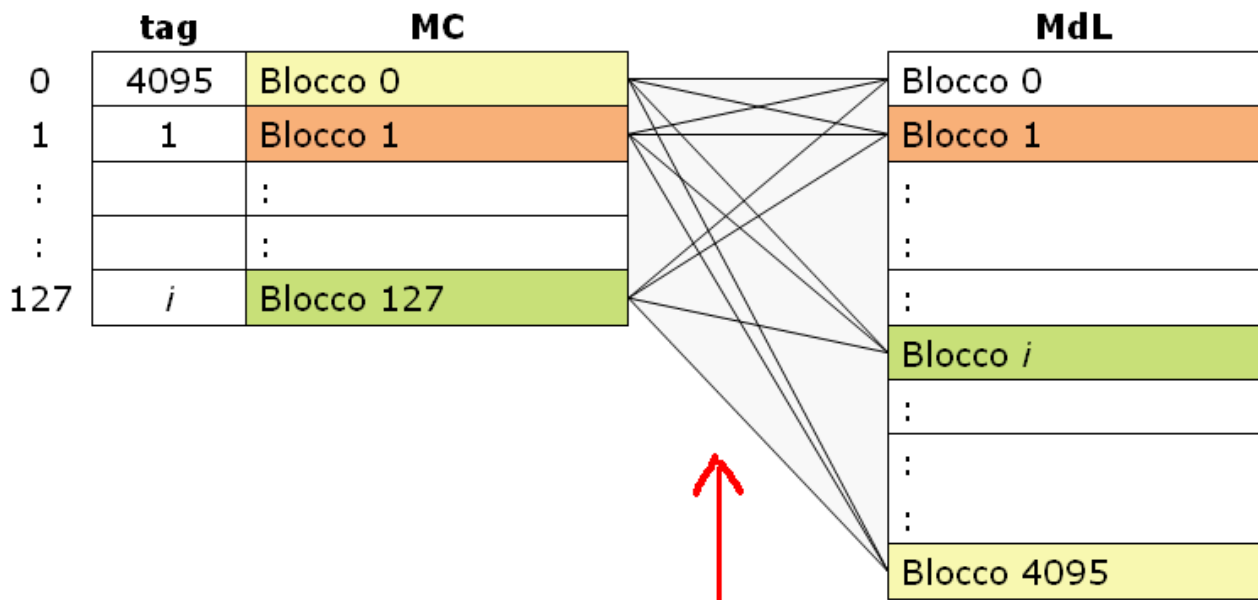 tag MC MdL
0 4095 Blocco 0 Blocco 0
1 1 Blocco 1 Blocco 1
: : :
: : :
127 i Blocco 127 :
Blocco i
:
:
:
Blocco 4095